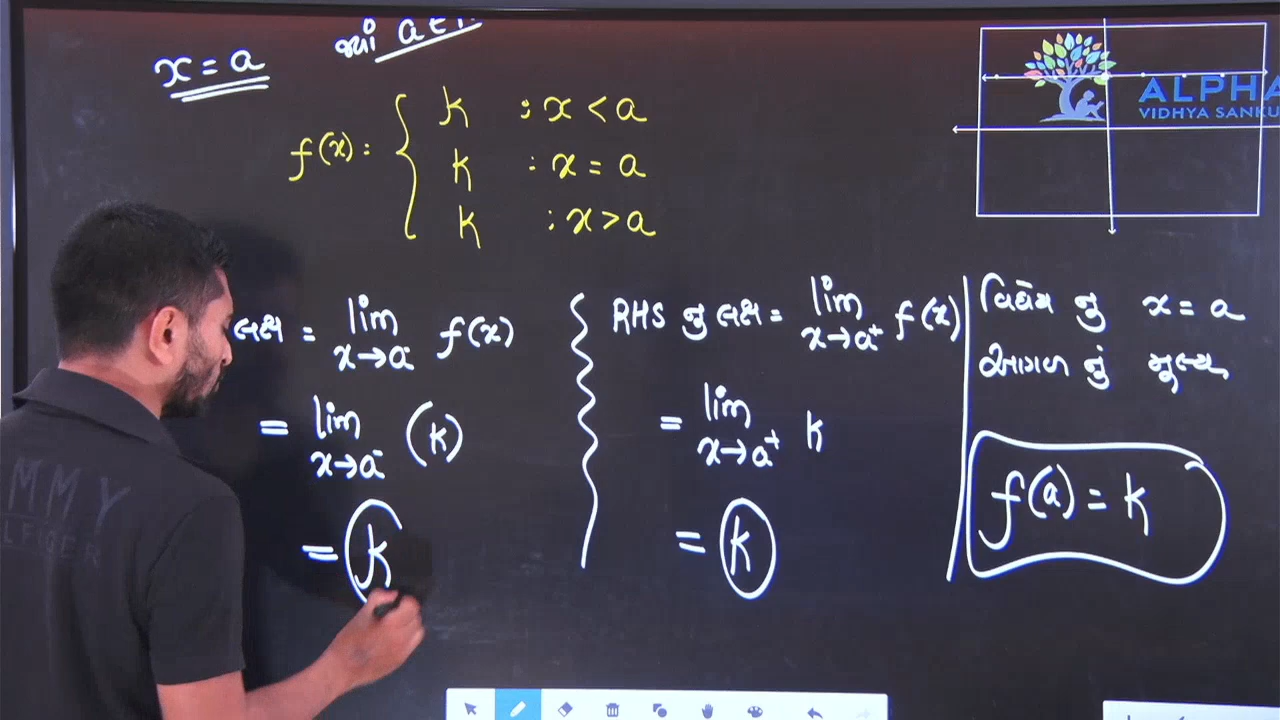 x = a જ્યાં a ∈
f(x) = { k : x < a
k : x = a
k : x > a
લક્ષ = lim x→a⁻ f(x)
= lim x→a⁻ (k)
= k
RHS નું લક્ષ = lim x→a⁺ f(x)
= lim x→a⁺ k
= k
વિધેય નું x = a
આગળ નું મૂલ્ય
f(a) = k
ALPHA
VIDHYA SANKU